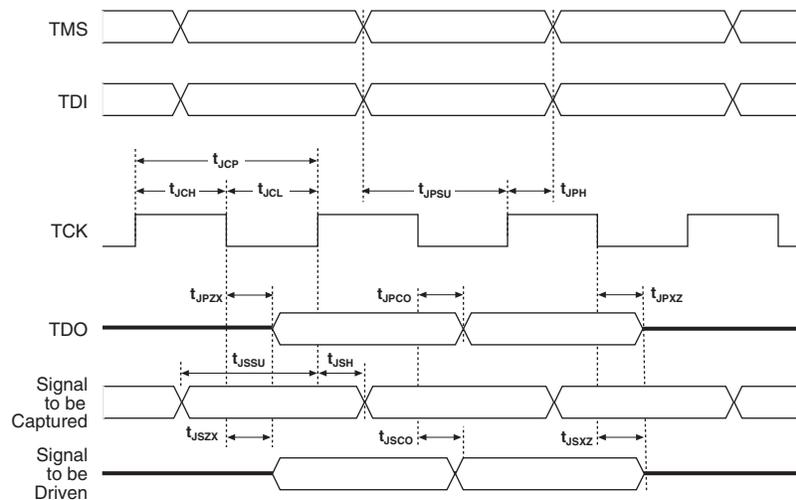 TMS
TDI
tJCP
tJCH
tJCL
tJPSU
tJPH
TCK
tJPZX
tJPCO
tJPXZ
TDO
tJSSU
tJSH
Signal
to be
Captured
tJSZX
tJSCO
tJSXZ
Signal
to be
Driven